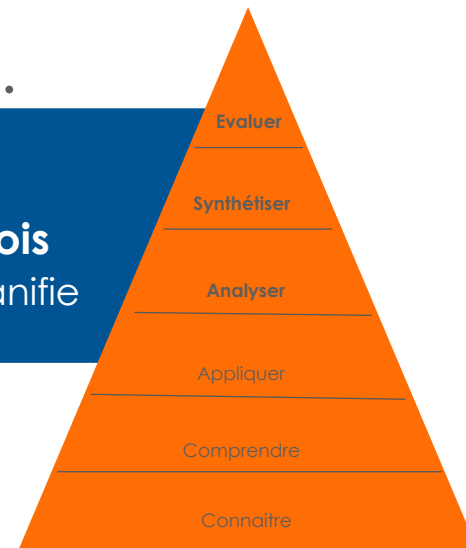 .
Evaluer
Synthétiser
ois
anifie
Analyser
Appliquer
Comprendre
Connaitre